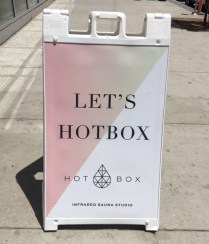 LET'S
HOTBOX
HOT BOX
INFRARED SAUNA STUDIO